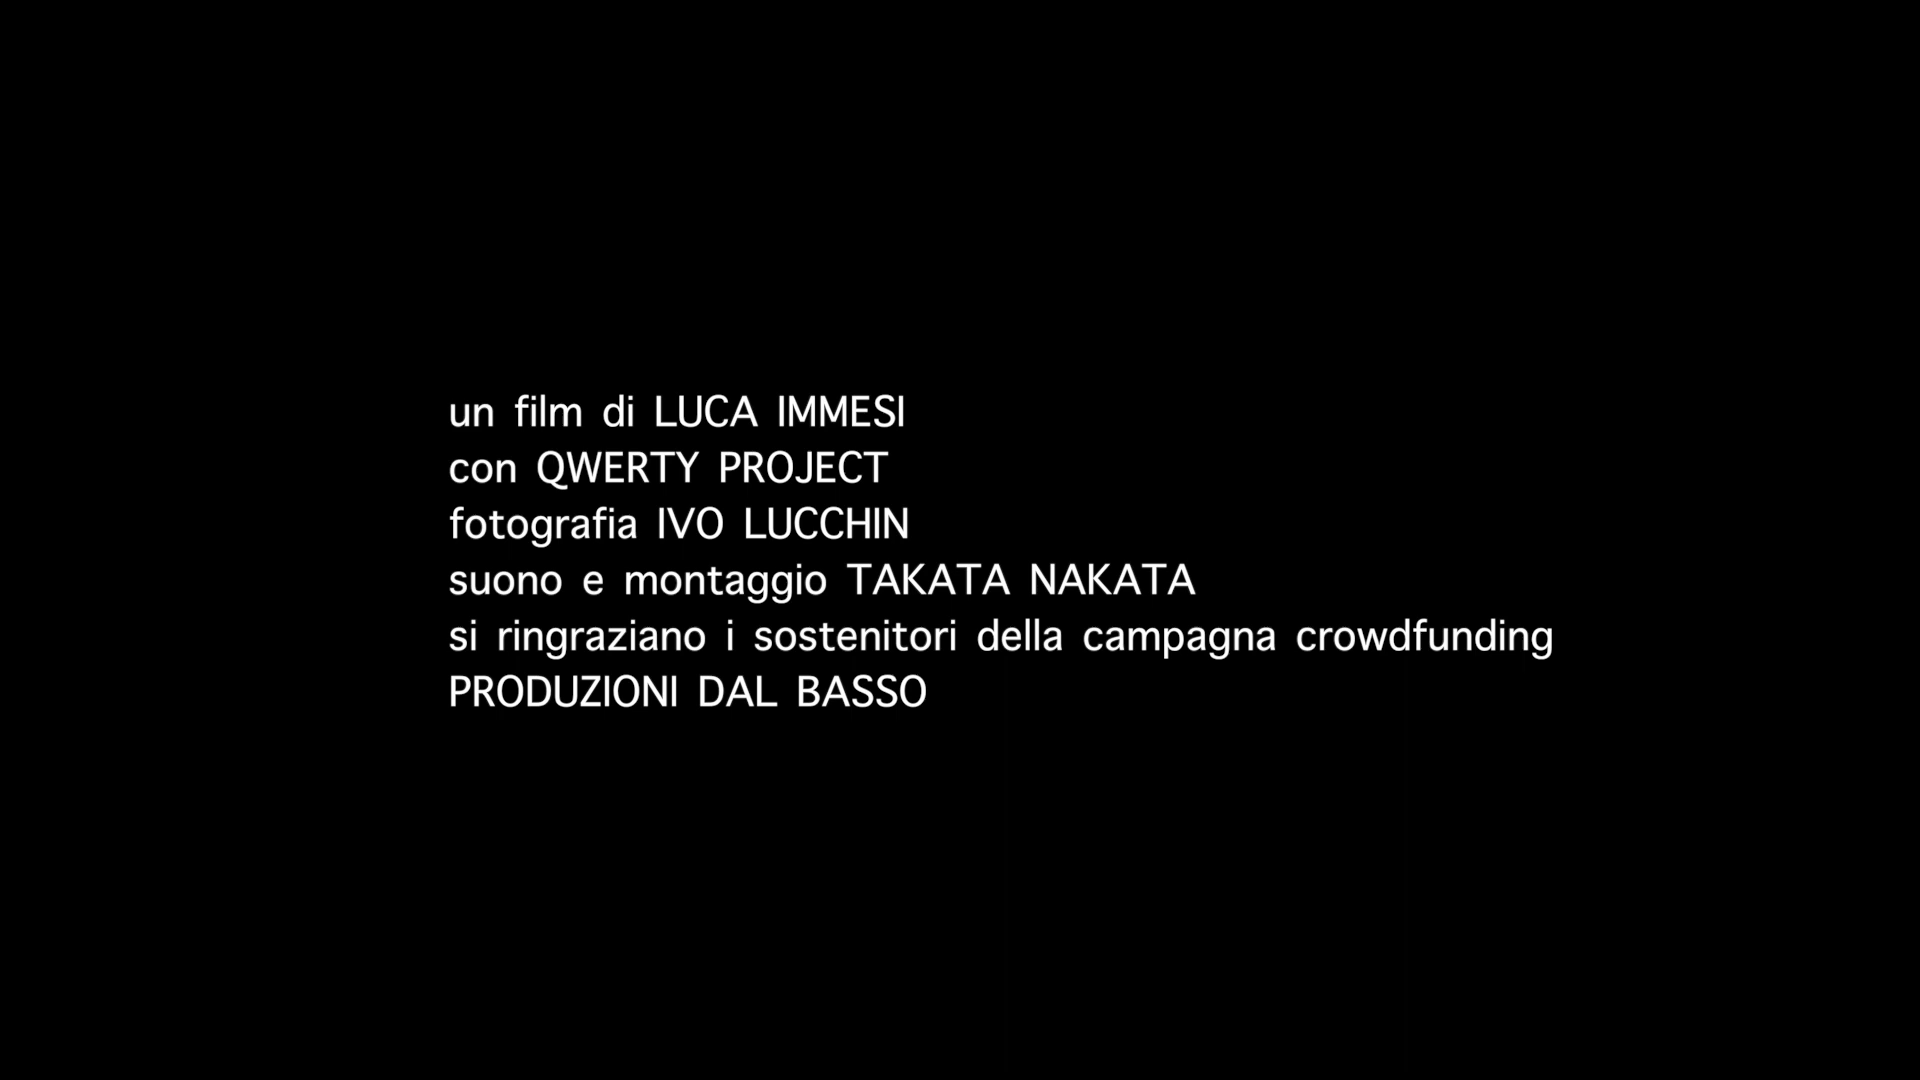 un film di LUCA IMMESI
con QWERTY PROJECT
fotografia IVO LUCCHIN
suono e montaggio TAKATA NAKATA
si ringraziano i sostenitori della campagna crowdfunding
PRODUZIONI DAL BASSO